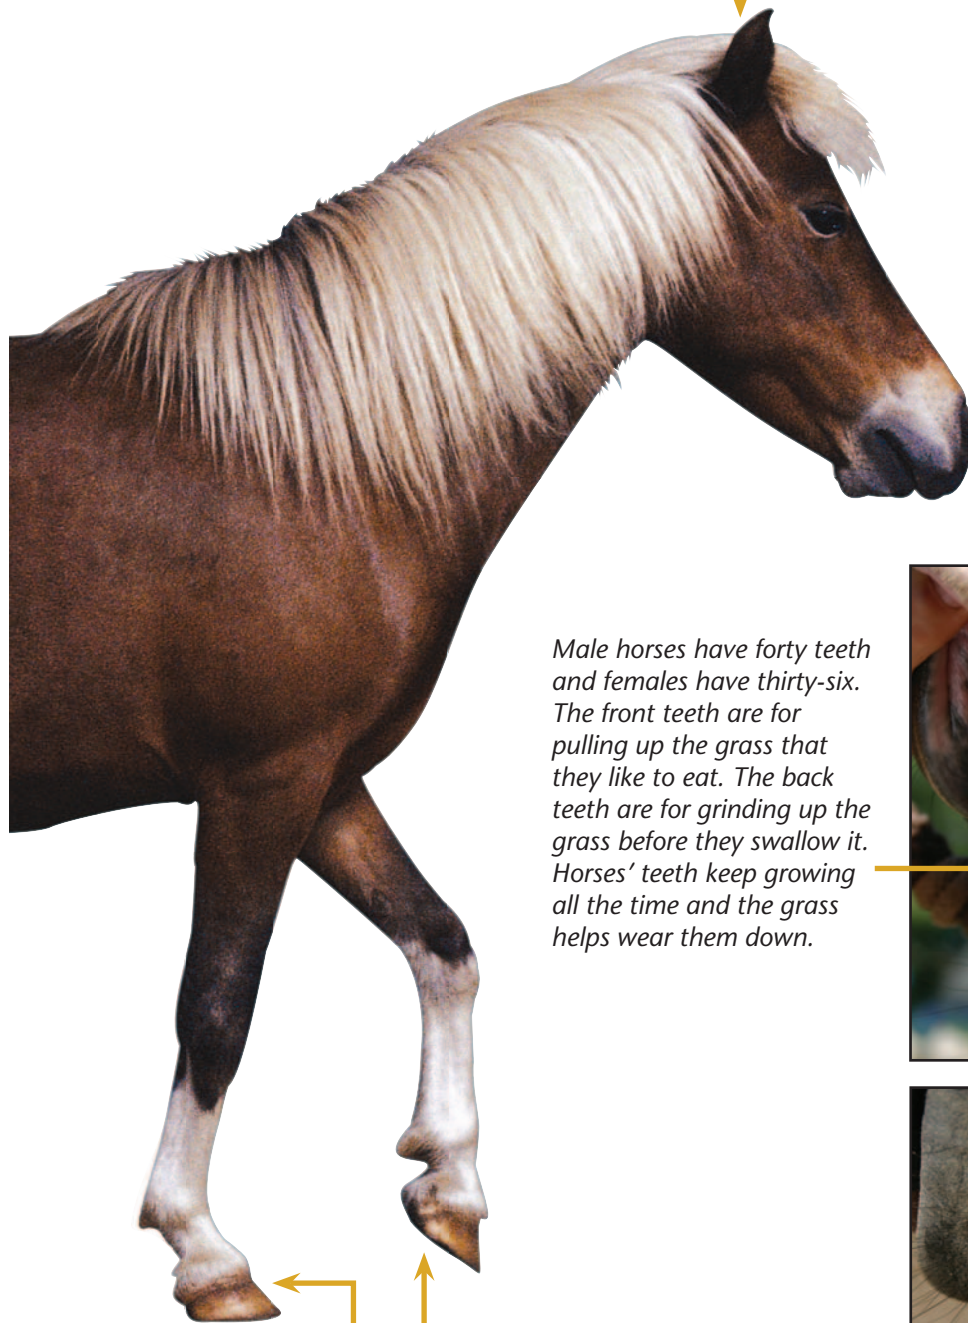 Male horses have forty teeth
and females have thirty-six.
The front teeth are for
pulling up the grass that
they like to eat. The back
teeth are for grinding up the
grass before they swallow it.
Horses’ teeth keep growing
all the time and the grass
helps wear them down.